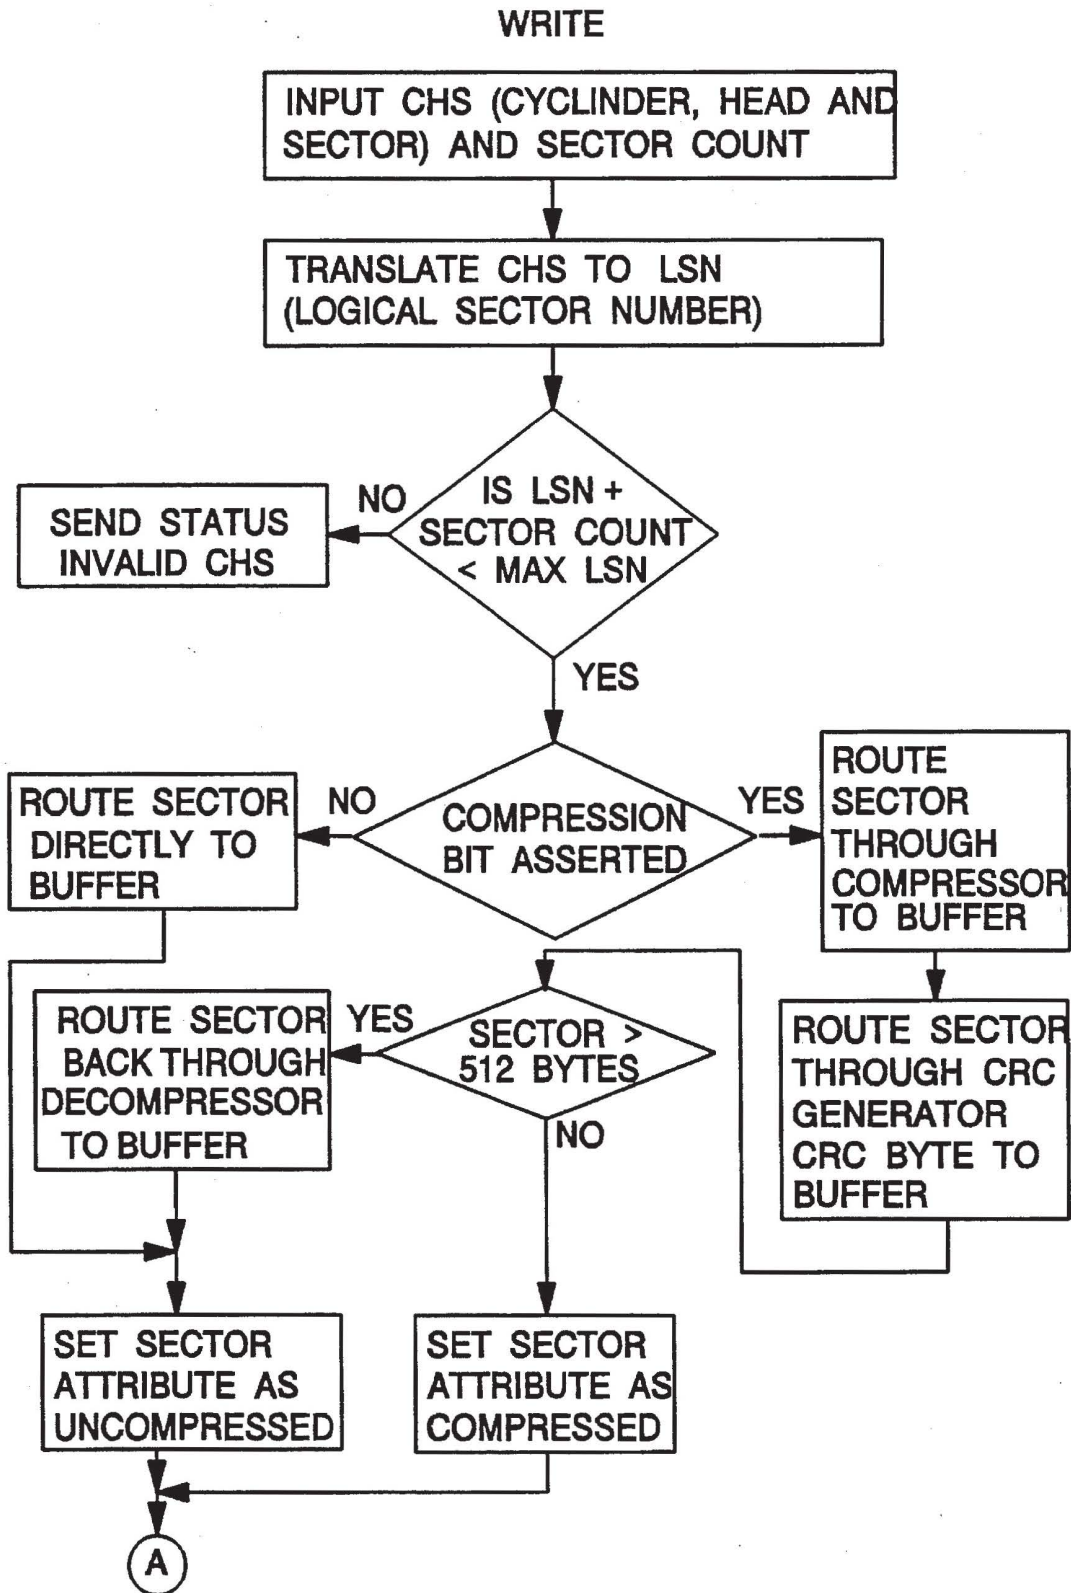 WRITE
INPUT CHS (CYCLINDER, HEAD AND
SECTOR) AND SECTOR COUNT
TRANSLATE CHS TO LSN
(LOGICAL SECTOR NUMBER)
IS LSN +
SECTOR COUNT
< MAX LSN
NO
SEND STATUS
INVALID CHS
YES
COMPRESSION
BIT ASSERTED
NO
ROUTE SECTOR
DIRECTLY TO
BUFFER
YES
ROUTE
SECTOR
THROUGH
COMPRESSOR
TO BUFFER
ROUTE SECTOR
THROUGH CRC
GENERATOR
CRC BYTE TO
BUFFER
SECTOR >
512 BYTES
YES
ROUTE SECTOR
BACK THROUGH
DECOMPRESSOR
TO BUFFER
NO
SET SECTOR
ATTRIBUTE AS
UNCOMPRESSED
SET SECTOR
ATTRIBUTE AS
COMPRESSED
A